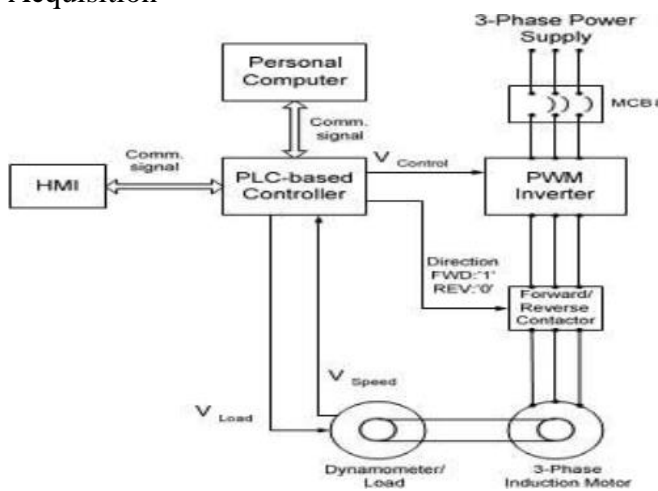 Acquisition
3-Phase Power
Supply
Personal
Computer
MCB
Comm.
signal
Comm.
signal
V Control
HMI
PLC-based
Controller
PWM
Inverter
Direction
FWD:'1'
REV:'0'
Forward/
Reverse
Contactor
V Speed
V Load
Dynamometer/
Load
3-Phase
Induction Motor